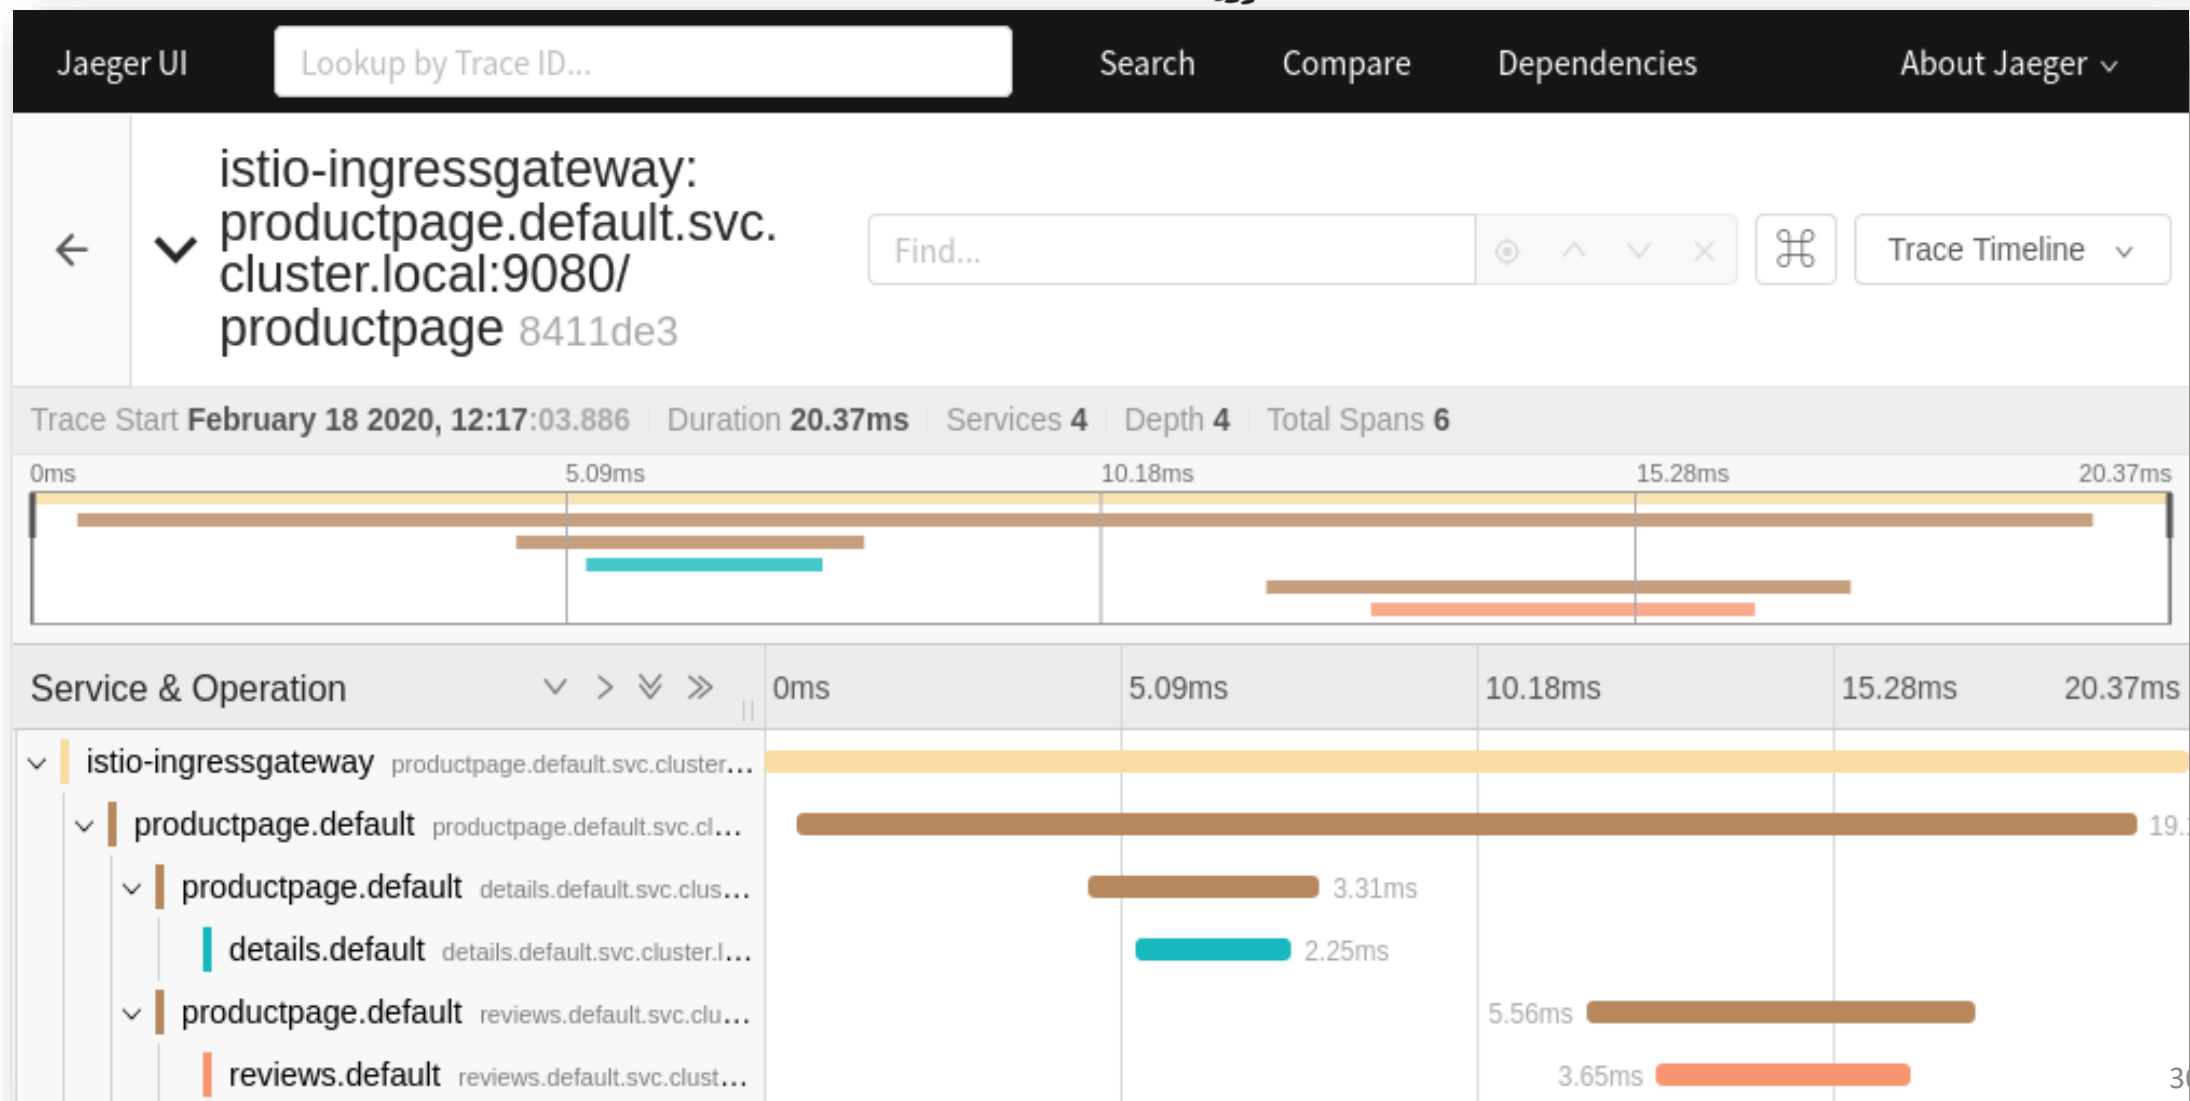 Jaeger UI
Lookup by Trace ID...
Search
Compare
Dependencies
About Jaeger
istio-ingressgateway:
productpage.default.svc.
cluster.local:9080/
productpage 8411de3
Find...
Trace Timeline
Trace Start February 18 2020, 12:17:03.886 Duration 20.37ms Services 4 Depth 4 Total Spans 6
0ms 5.09ms 10.18ms 15.28ms 20.37ms
Service & Operation 0ms 5.09ms 10.18ms 15.28ms 20.37ms
istio-ingressgateway productpage.default.svc.cluster...
productpage.default productpage.default.svc.cl... 19.
productpage.default details.default.svc.clus... 3.31ms
details.default details.default.svc.cluster.l... 2.25ms
productpage.default reviews.default.svc.clu... 5.56ms
reviews.default reviews.default.svc.clust... 3.65ms